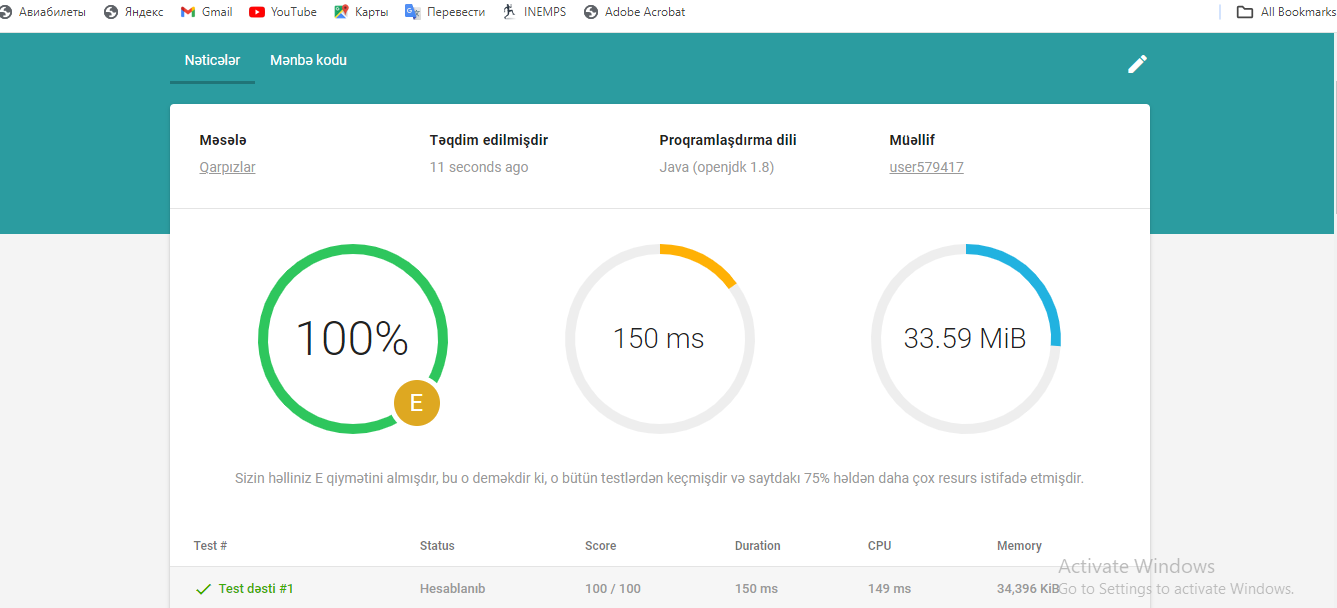 Авиабилеты Яндекс Gmail YouTube Карты Перевести INEMPS Adobe Acrobat All Bookmarks
Nəticələr Mənbə kodu
Məsələ Təqdim edilmişdir Proqramlaşdırma dili Müəllif
Qarpızlar 11 seconds ago Java (openjdk 1.8) user579417
100% 150 ms 33.59 MiB
E
Sizin həlliniz E qiymətini almışdır, bu o deməkdir ki, o bütün testlərdən keçmişdir və saytdakı 75% həldən daha çox resurs istifadə etmişdir.
Test # Status Score Duration CPU Memory
Activate Windows
Test dəsti #1 Hesablanıb 100 / 100 150 ms 149 ms 34,396 KiB
Go to Settings to activate Windows.